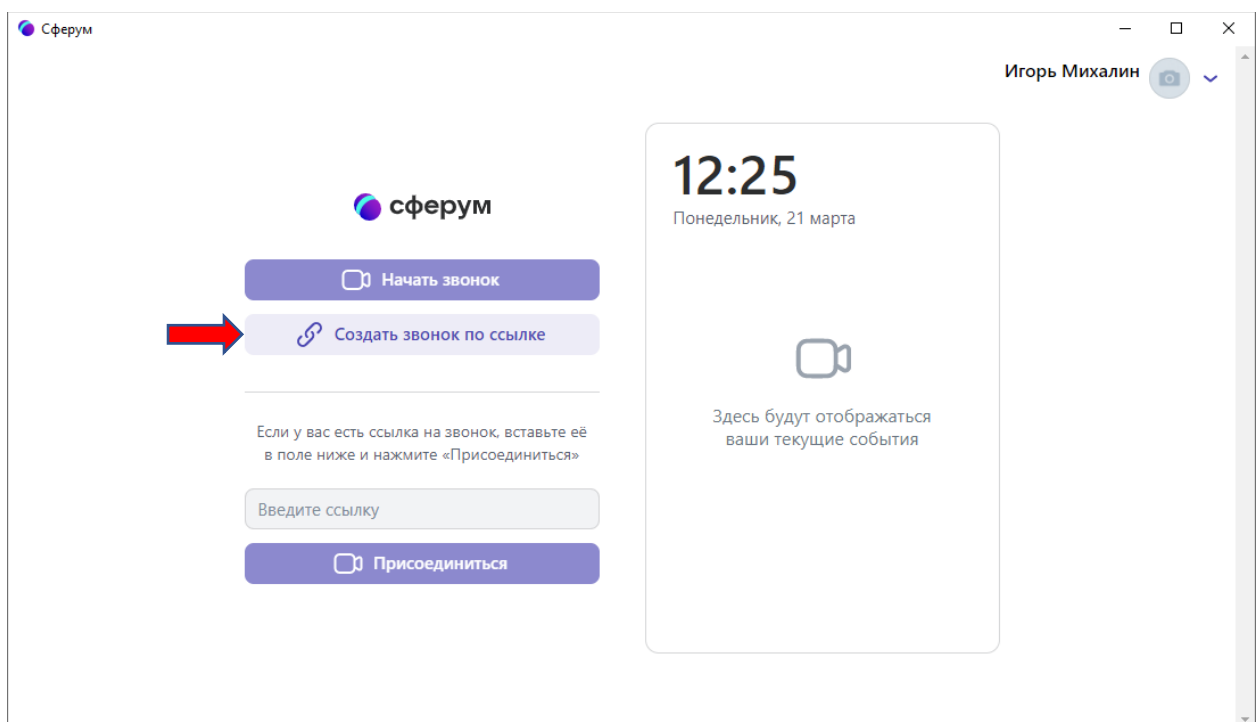 Сферум
Игорь Михалин
сферум
Начать звонок
Создать звонок по ссылке
Если у вас есть ссылка на звонок, вставьте её
в поле ниже и нажмите «Присоединиться»
Введите ссылку
Присоединиться
12:25
Понедельник, 21 марта
Здесь будут отображаться
ваши текущие события